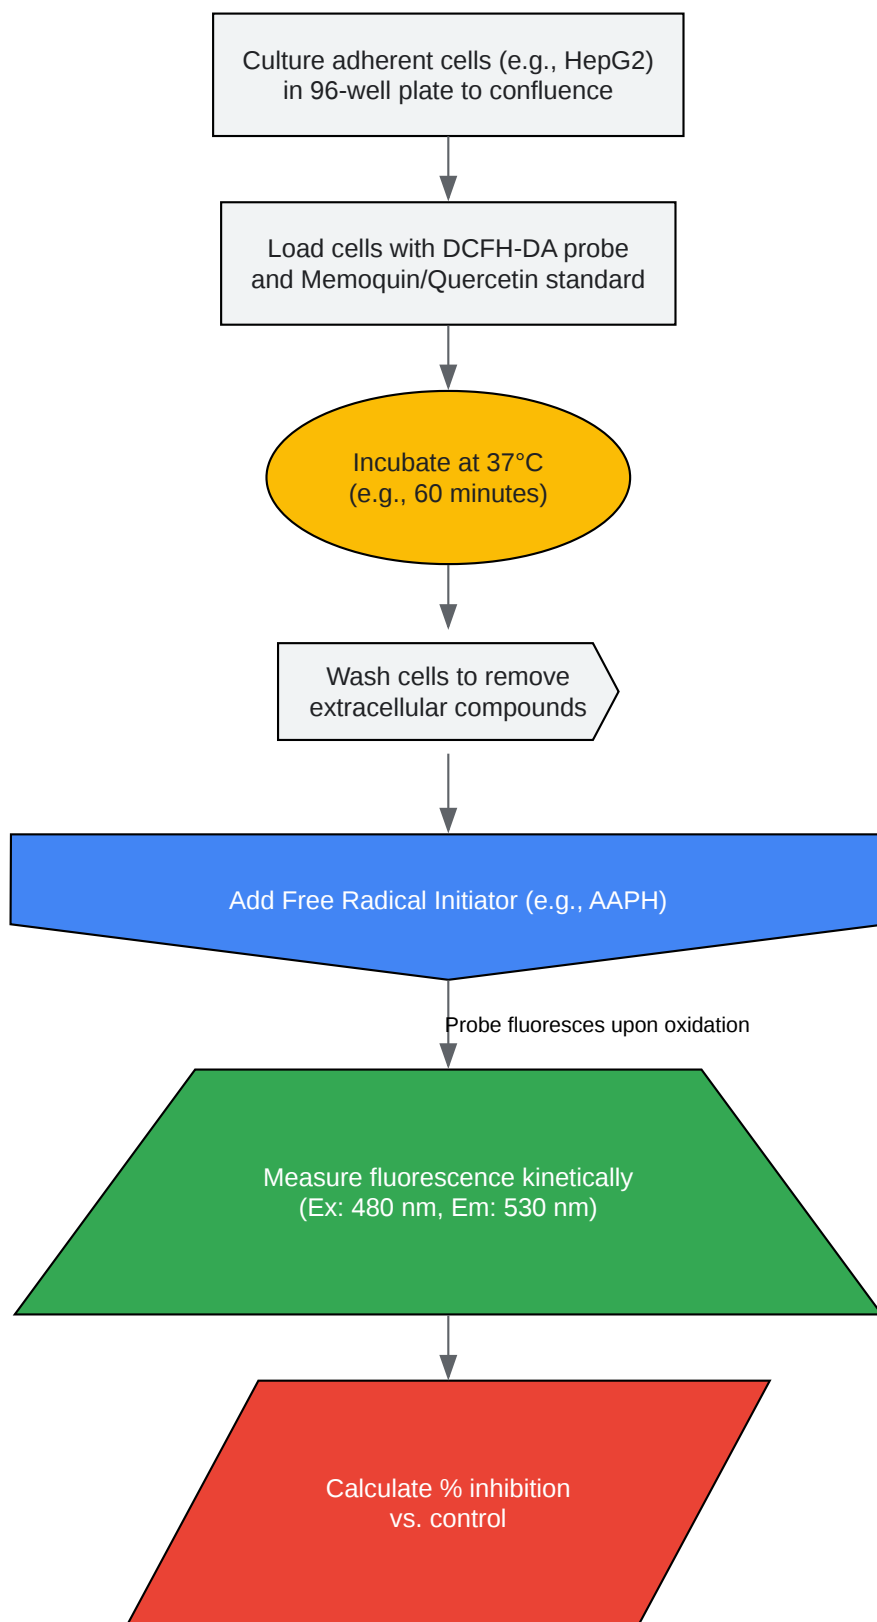 Culture adherent cells (e.g., HepG2)
in 96-well plate to confluence
Load cells with DCFH-DA probe
and Memoquin/Quercetin standard
Incubate at 37°C
(e.g., 60 minutes)
Wash cells to remove
extracellular compounds
Add Free Radical Initiator (e.g., AAPH)
Probe fluoresces upon oxidation
Measure fluorescence kinetically
(Ex: 480 nm, Em: 530 nm)
Calculate % inhibition
vs. control